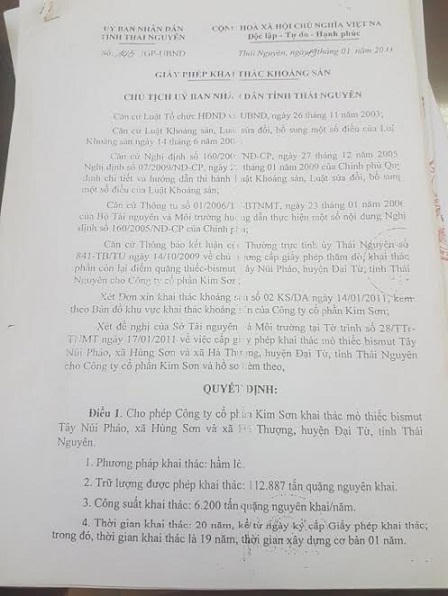 UỶ BAN NHÂN DÂN
TỈNH THÁI NGUYÊN
CỘNG HOÀ XÃ HỘI CHỦ NGHĨA VIỆT NA
Độc lập - Tự do - Hạnh phúc
Số: /GP-UBND
Thái Nguyên, ngày tháng 01 năm 2011
GIẤY PHÉP KHAI THÁC KHOÁNG SẢN
CHỦ TỊCH UỶ BAN NHÂN DÂN TỈNH THÁI NGUYÊN
Căn cứ Luật Tổ chức HĐND và UBND, ngày 26 tháng 11 năm 2003;
Căn cứ Luật Khoáng sản, Luật sửa đổi, bổ sung một số điều của Luật
Khoáng sản ngày 14 tháng 6 năm
Căn cứ Nghị định số 160/2005/NĐ-CP, ngày 27 tháng 12 năm 2005
Nghị định số 07/2009/NĐ-CP, ngày tháng 01 năm 2009 của Chính phủ Quy
định chi tiết và hướng dẫn thi hành Luật Khoáng sản, Luật sửa đổi, bổ sung
một số điều của Luật Khoáng sản;
Căn cứ Thông tư số 01/2006/TT-BTNMT, ngày 23 tháng 01 năm 2006
của Bộ Tài nguyên và Môi trường hướng dẫn thực hiện một số nội dung Nghị
định số 160/2005/NĐ-CP của Chính phủ;
Căn cứ Thông báo kết luận của Thường trực tỉnh ủy Thái Nguyên số
841-TB/TU ngày 14/10/2009 về chủ trương cấp giấy phép thăm dò, khai thác
phần còn lại điểm quặng thiếc-bismut Tây Núi Pháo, huyện Đại Từ, tỉnh Thái
Nguyên cho Công ty cổ phần Kim Sơn;
Xét Đơn xin khai thác khoáng sản số 02 KS/DA ngày 14/01/2011, kèm
theo Bản đồ khu vực khai thác khoáng sản của Công ty cổ phần Kim Sơn;
Xét đề nghị của Sở Tài nguyên và Môi trường tại Tờ trình số 28/TTr-
TNMT ngày 17/01/2011 về việc cấp giấy phép khai thác mỏ thiếc bismut Tây
Núi Pháo, xã Hùng Sơn và xã Hà Thượng, huyện Đại Từ, tỉnh Thái Nguyên
cho Công ty cổ phần Kim Sơn và hồ sơ kèm theo,
QUYẾT ĐỊNH:
Điều 1. Cho phép Công ty cổ phần Kim Sơn khai thác mỏ thiếc bismut
Tây Núi Pháo, xã Hùng Sơn và xã Hà Thượng, huyện Đại Từ, tỉnh Thái
Nguyên.
1. Phương pháp khai thác: hầm lò.
2. Trữ lượng được phép khai thác: 112.887 tấn quặng nguyên khai.
3. Công suất khai thác: 6.200 tấn quặng nguyên khai/năm.
4. Thời gian khai thác: 20 năm, kể từ ngày ký cấp Giấy phép khai thác;
trong đó, thời gian khai thác là 19 năm, thời gian xây dựng cơ bản 01 năm.